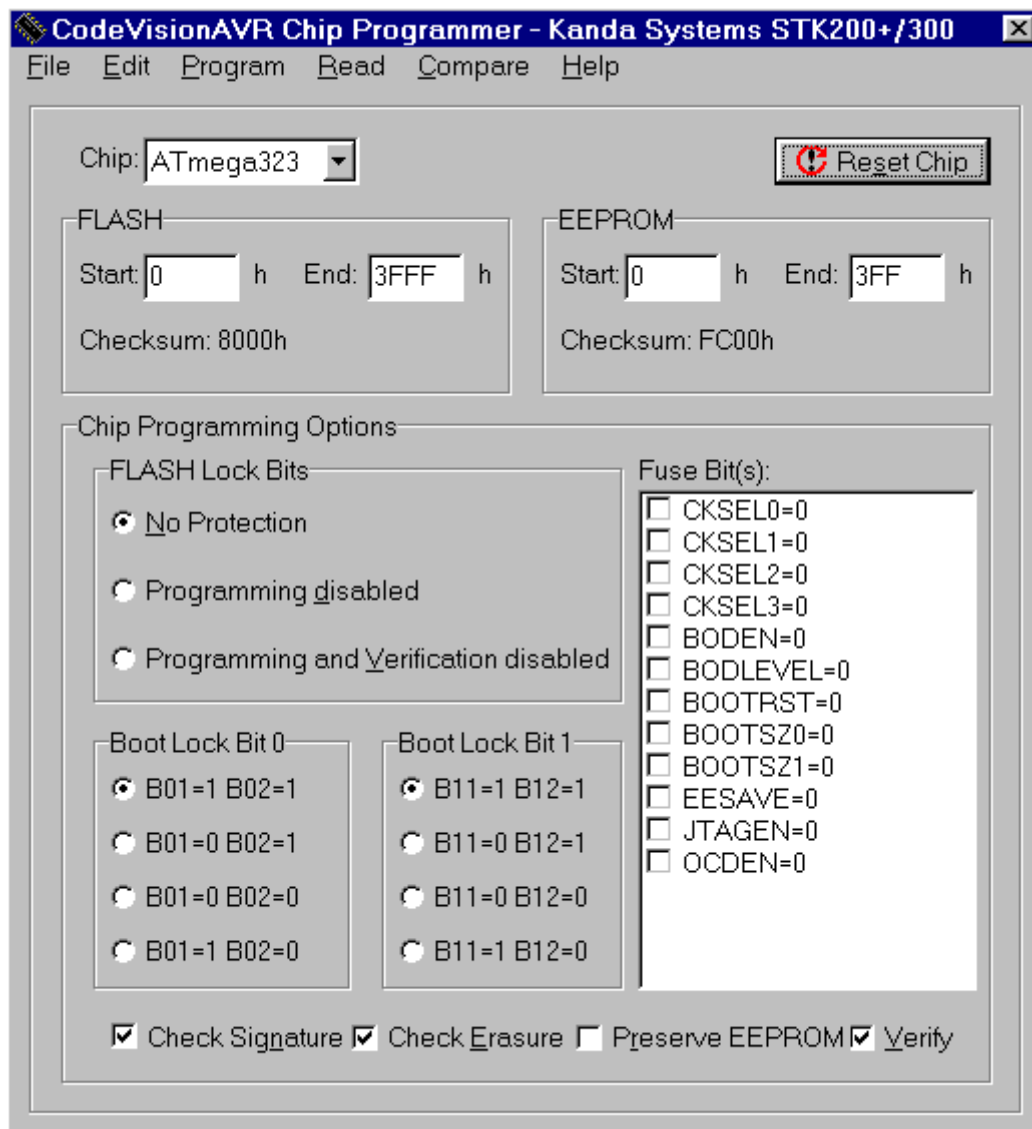 CodeVisionAVR Chip Programmer - Kanda Systems STK200+/300
File Edit Program Read Compare Help
Chip: ATmega323
Reset Chip
FLASH
Start: 0 h End: 3FFF h
Checksum: 8000h
EEPROM
Start: 0 h End: 3FF h
Checksum: FC00h
Chip Programming Options
FLASH Lock Bits
No Protection
Programming disabled
Programming and Verification disabled
Fuse Bit(s):
CKSEL0=0
CKSEL1=0
CKSEL2=0
CKSEL3=0
BODEN=0
BODLEVEL=0
BOOTRST=0
BOOTSZ0=0
BOOTSZ1=0
EESAVE=0
JTAGEN=0
OCDEN=0
Boot Lock Bit 0
B01=1 B02=1
B01=0 B02=1
B01=0 B02=0
B01=1 B02=0
Boot Lock Bit 1
B11=1 B12=1
B11=0 B12=1
B11=0 B12=0
B11=1 B12=0
Check Signature Check Erasure Preserve EEPROM Verify